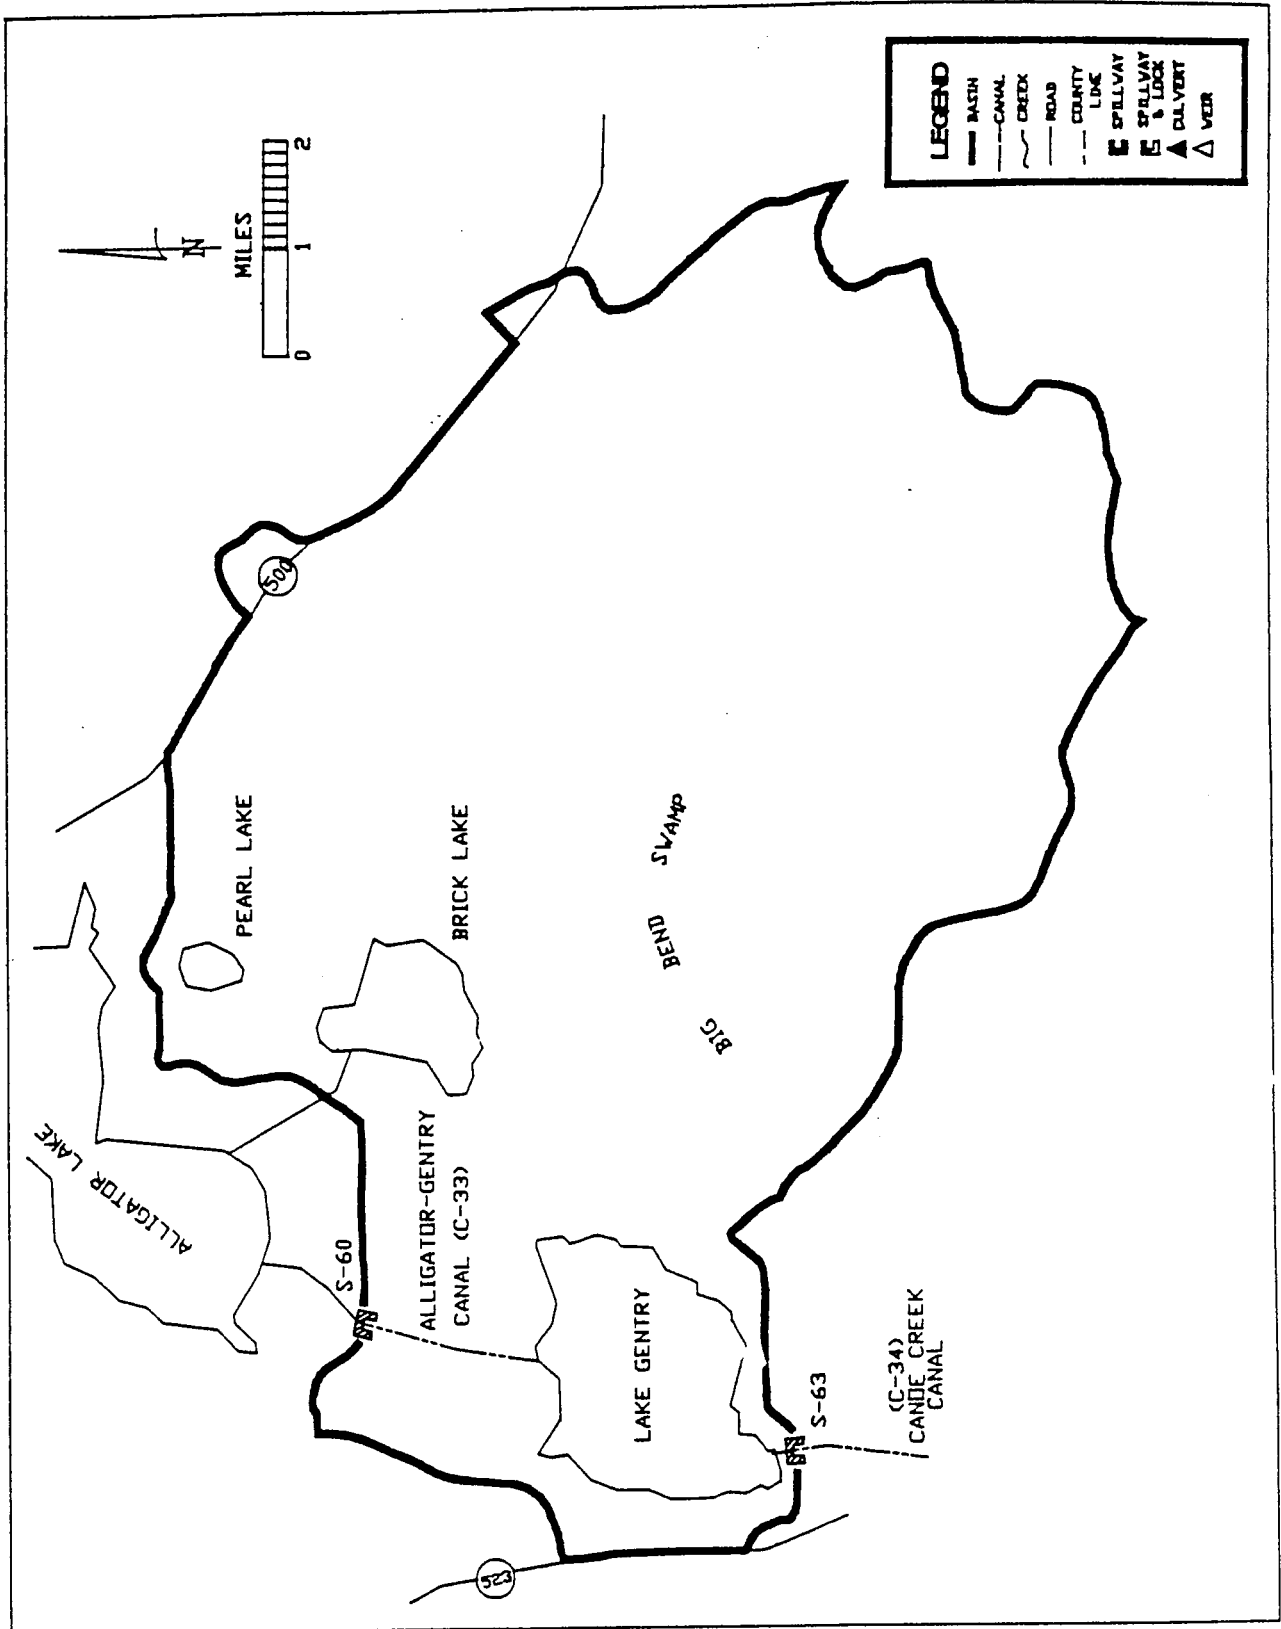 ALLIGATOR LAKE
PEARL LAKE
BRICK LAKE
500
S-60
ALLIGATOR-GENTRY
CANAL (C-33)
LAKE GENTRY
BIG BEND SWAMP
523
S-63
(C-34)
CANOE CREEK
CANAL
N
MILES
0 1 2
LEGEND
BASIN
CANAL
CREEK
ROAD
COUNTY
LINE
SPILLWAY
SPILLWAY
& LOCK
CULVERT
WEIR